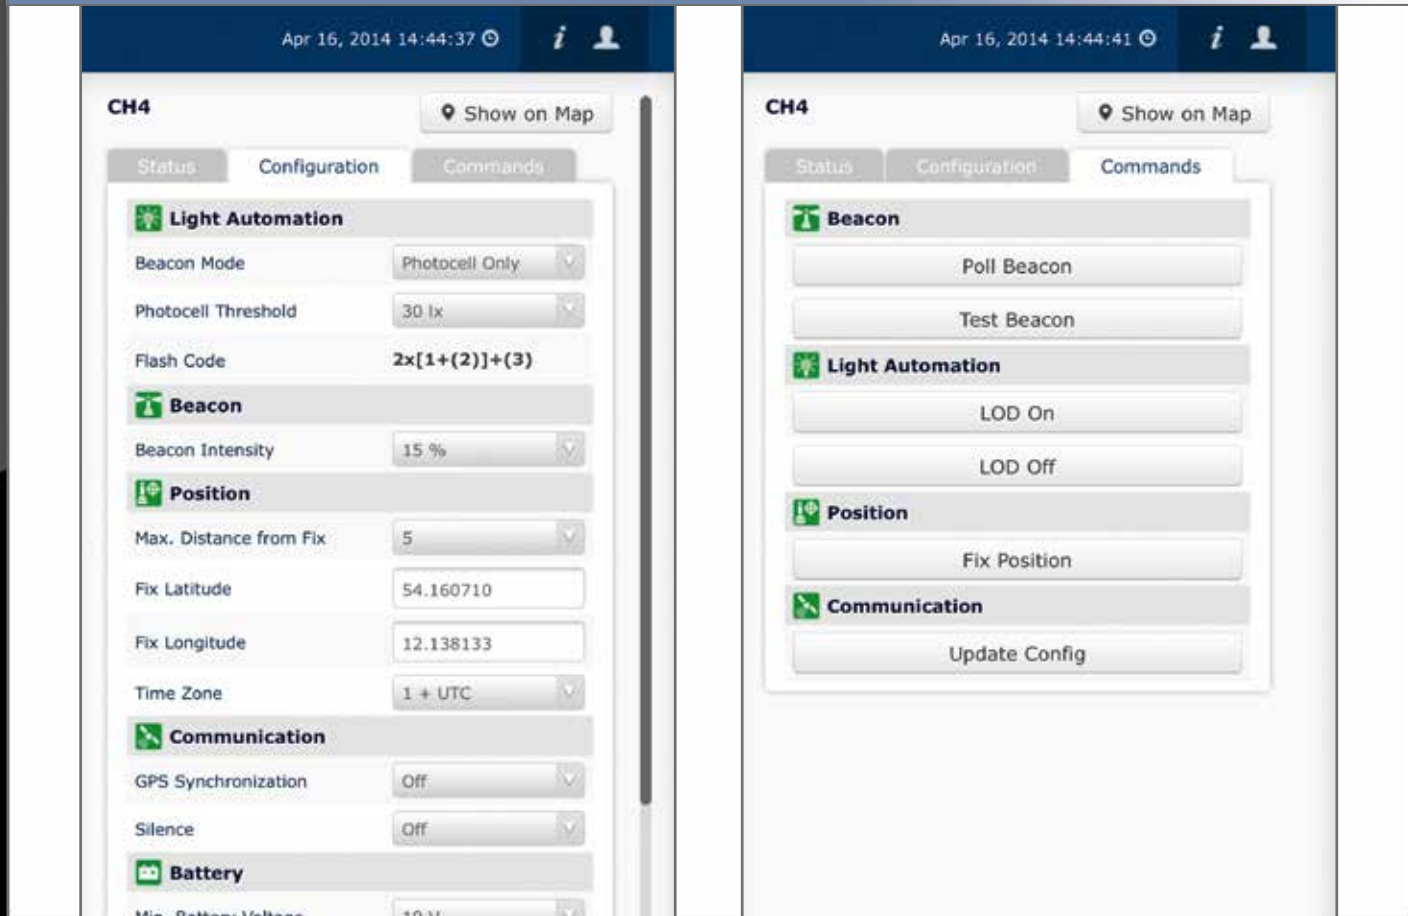 Apr 16, 2014 14:44:37
CH4
Show on Map
Status Configuration Commands
Light Automation
Beacon Mode Photocell Only
Photocell Threshold 30 lx
Flash Code 2x[1+(2)]+(3)
Beacon
Beacon Intensity 15 %
Position
Max. Distance from Fix 5
Fix Latitude 54.160710
Fix Longitude 12.138133
Time Zone 1 + UTC
Communication
GPS Synchronization Off
Silence Off
Battery
Min. Battery Voltage 10 V
Apr 16, 2014 14:44:41
CH4
Show on Map
Status Configuration Commands
Beacon
Poll Beacon
Test Beacon
Light Automation
LOD On
LOD Off
Position
Fix Position
Communication
Update Config